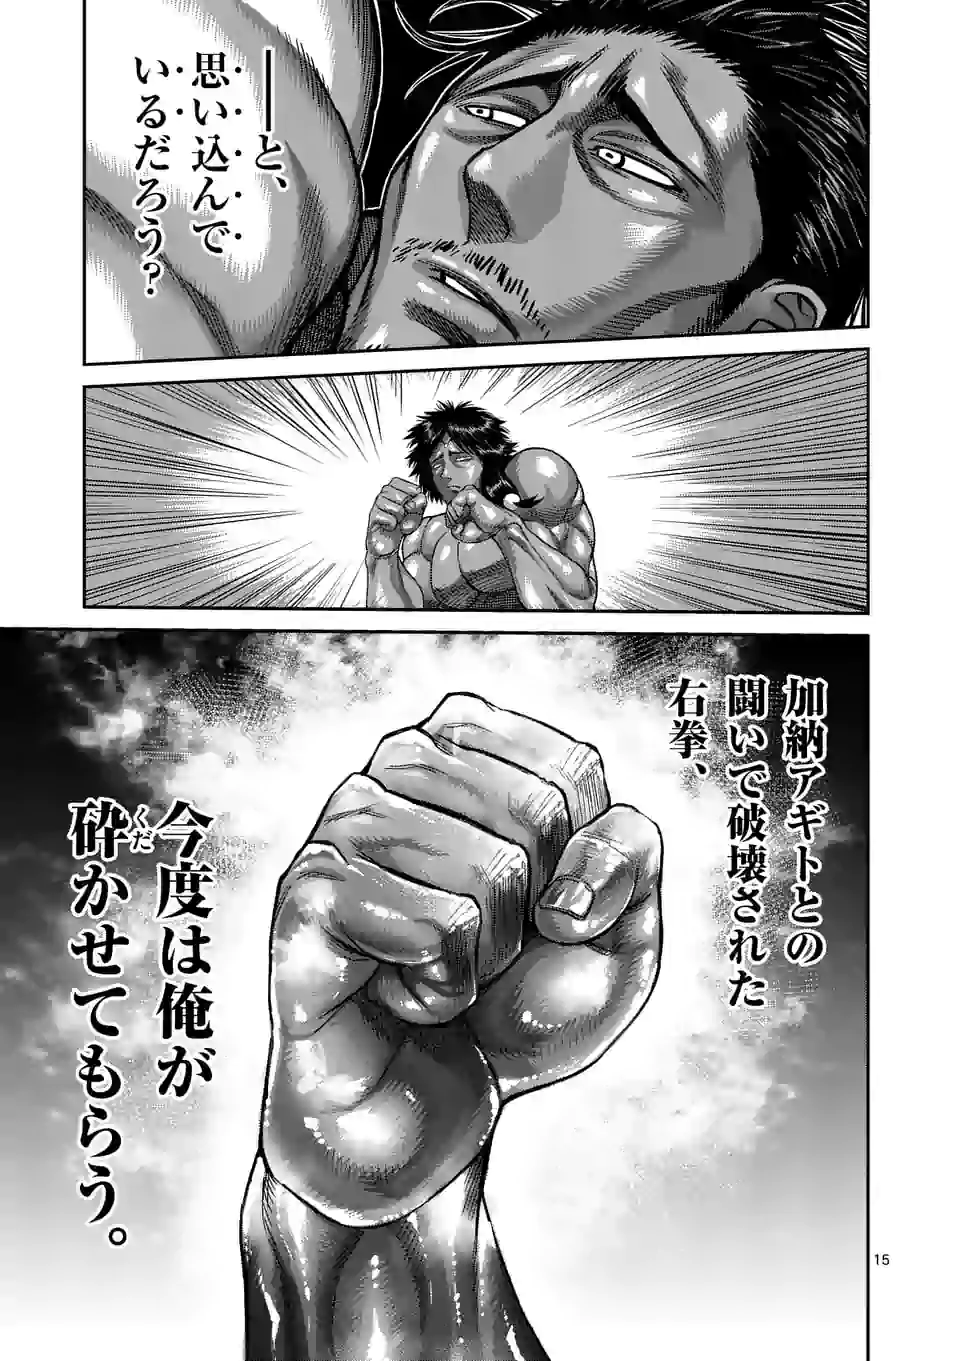 ――と、
思い込んで
いるだろう？
加納アギトとの
闘いで破壊された
右拳、
今度は俺が
砕かせてもらう。
くだ
15